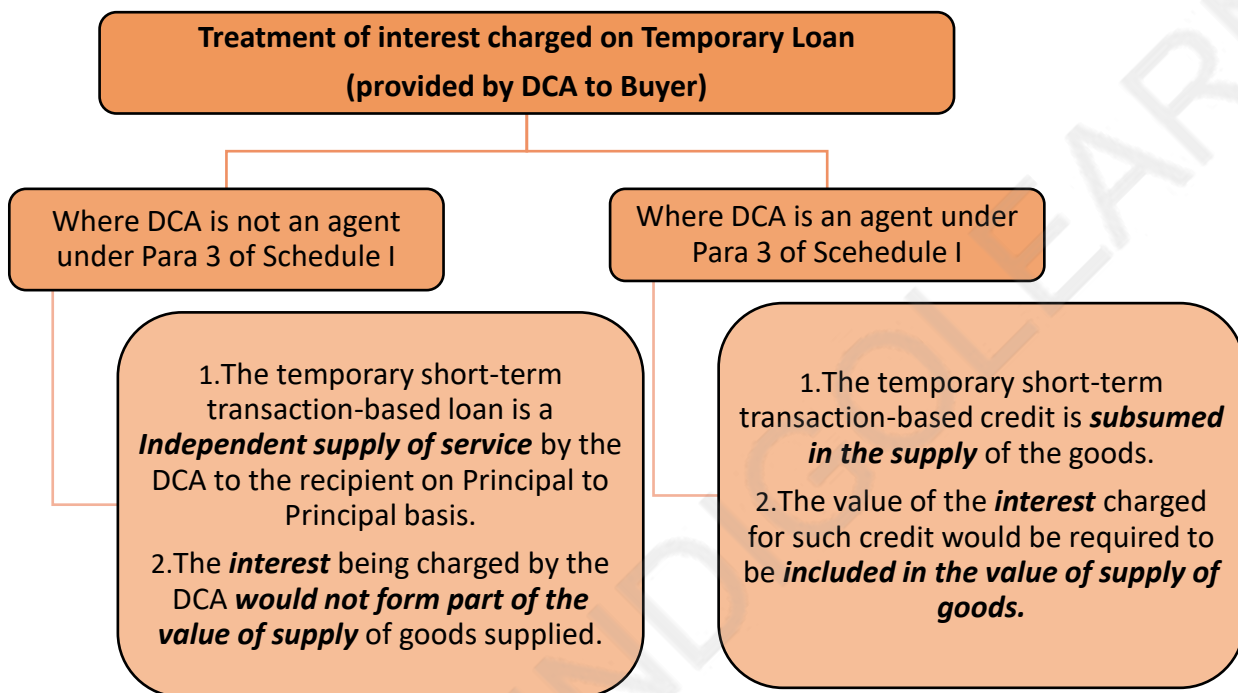 Treatment of interest charged on Temporary Loan
(provided by DCA to Buyer)
Where DCA is not an agent
under Para 3 of Schedule I
Where DCA is an agent under
Para 3 of Scehedule I
1.The temporary short-term
transaction-based loan is a
Independent supply of service by the
DCA to the recipient on Principal to
Principal basis.
2.The interest being charged by the
DCA would not form part of the
value of supply of goods supplied.
1.The temporary short-term
transaction-based credit is subsumed
in the supply of the goods.
2.The value of the interest charged
for such credit would be required to
be included in the value of supply of
goods.
INDIGOLEAR